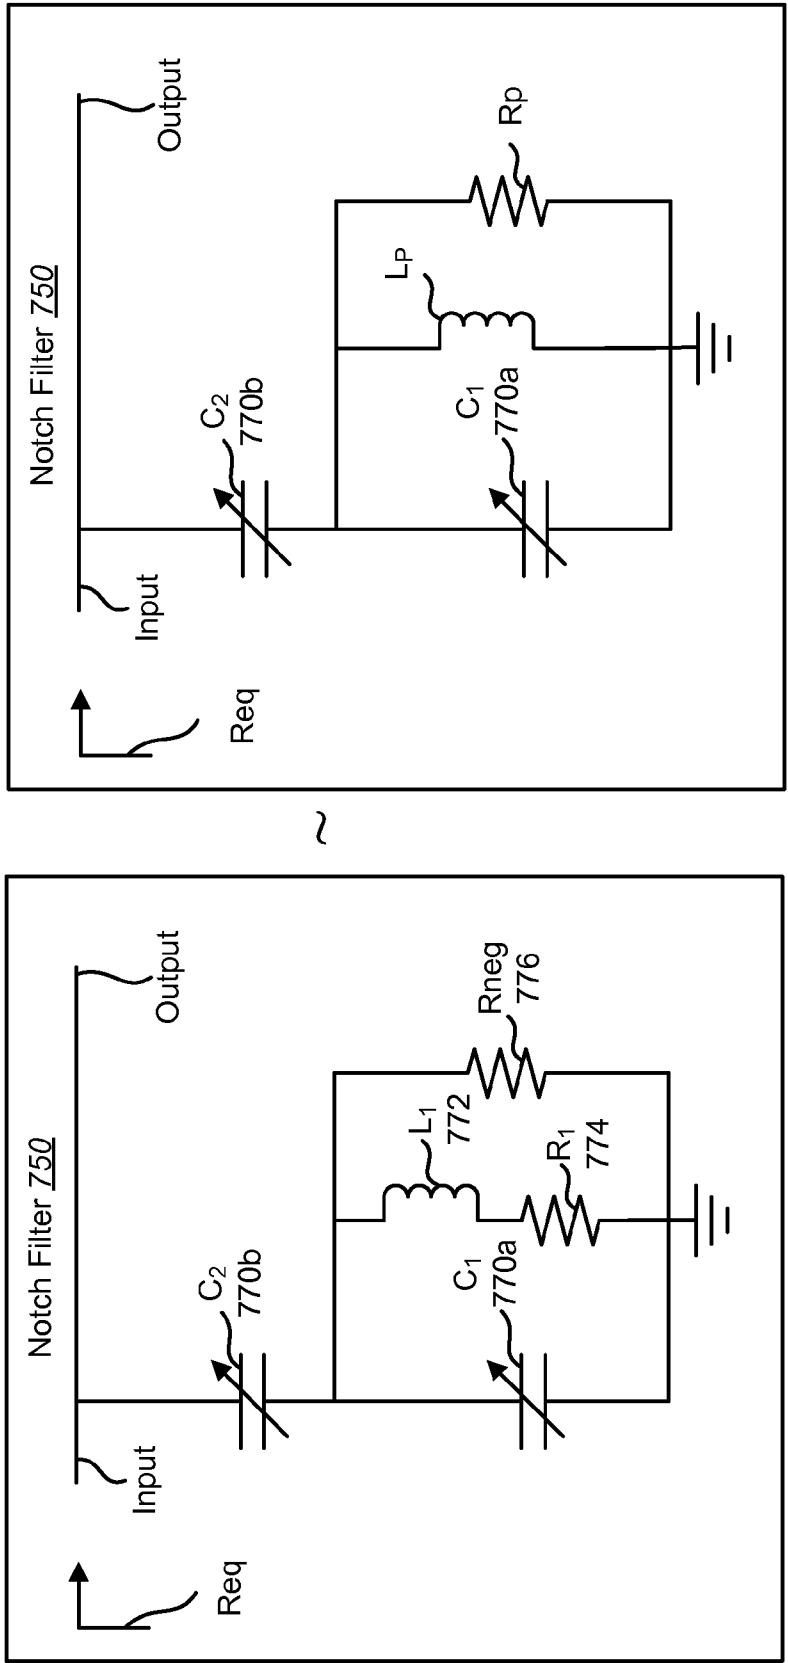 Notch Filter 750
Input
Output
Req
C2
770b
C1
770a
L1
772
R1
774
Rneg
776
~
Notch Filter 750
Input
Output
Req
C2
770b
C1
770a
LP
Rp